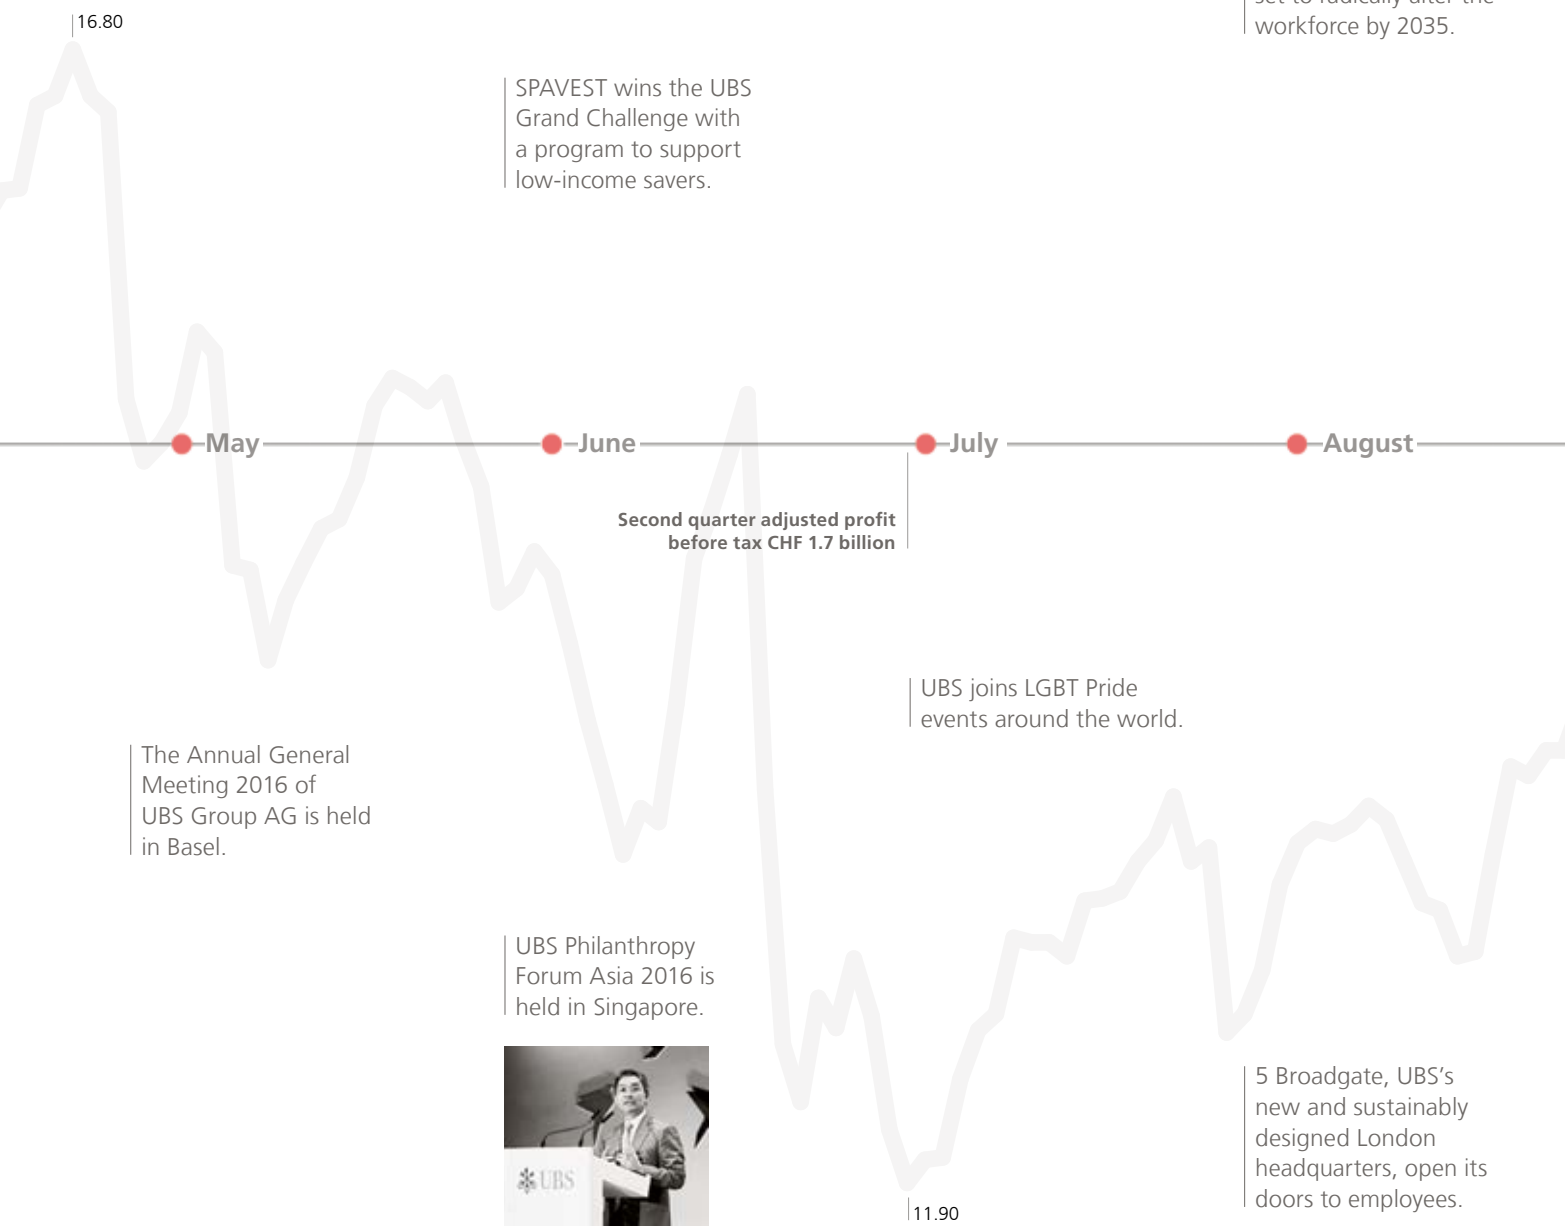 16.80
workforce by 2035.
SPAVEST wins the UBS
Grand Challenge with
a program to support
low-income savers.
May
June
July
August
Second quarter adjusted profit
before tax CHF 1.7 billion
UBS joins LGBT Pride
events around the world.
The Annual General
Meeting 2016 of
UBS Group AG is held
in Basel.
UBS Philanthropy
Forum Asia 2016 is
held in Singapore.
UBS
5 Broadgate, UBS's
new and sustainably
designed London
headquarters, open its
doors to employees.
11.90